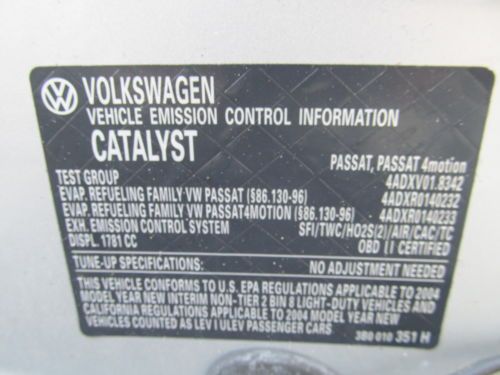 VW VOLKSWAGEN
VEHICLE EMISSION CONTROL INFORMATION
CATALYST
PASSAT, PASSAT 4motion
TEST GROUP 4ADXV01.8342
EVAP. REFUELING FAMILY VW PASSAT (§86.130-96) 4ADXR0140232
EVAP. REFUELING FAMILY VW PASSAT4MOTION (§86.130-96) 4ADXR0140233
EXH. EMISSION CONTROL SYSTEM SFI/TWC/HO2S(2)/AIR/CAC/TC
DISPL. 1781 CC OBD II CERTIFIED
TUNE-UP SPECIFICATIONS: NO ADJUSTMENT NEEDED
THIS VEHICLE CONFORMS TO U.S. EPA REGULATIONS APPLICABLE TO 2004
MODEL YEAR NEW INTERIM NON-TIER 2 BIN 8 LIGHT-DUTY VEHICLES AND
CALIFORNIA REGULATIONS APPLICABLE TO 2004 MODEL YEAR NEW
VEHICLES COUNTED AS LEV I ULEV PASSENGER CARS
3B0 010 351 H